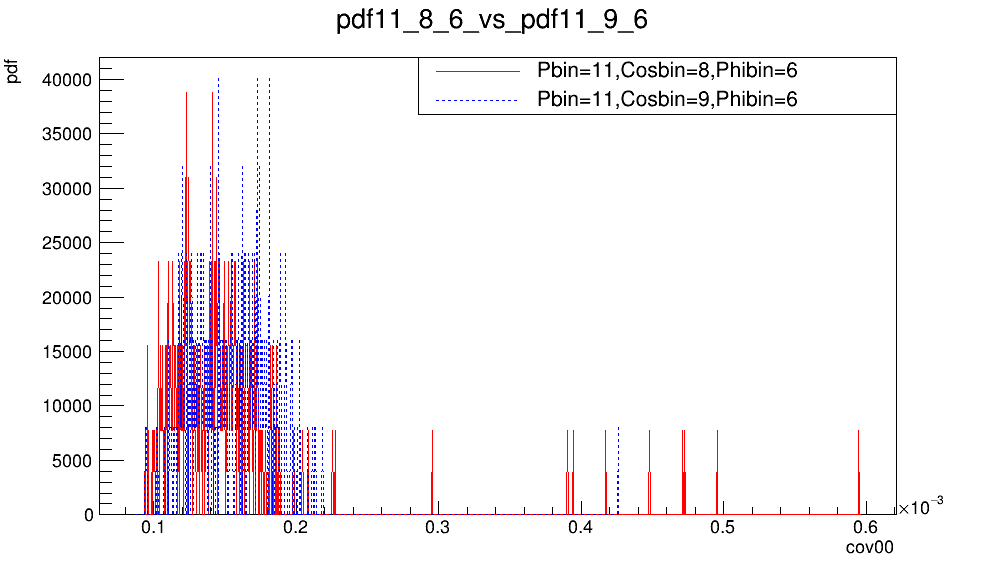 pdf11_8_6_vs_pdf11_9_6
pdf
Pbin=11,Cosbin=8,Phibin=6
Pbin=11,Cosbin=9,Phibin=6
40000
35000
30000
25000
20000
15000
10000
5000
0
0.1 0.2 0.3 0.4 0.5 0.6
×10⁻³
cov00